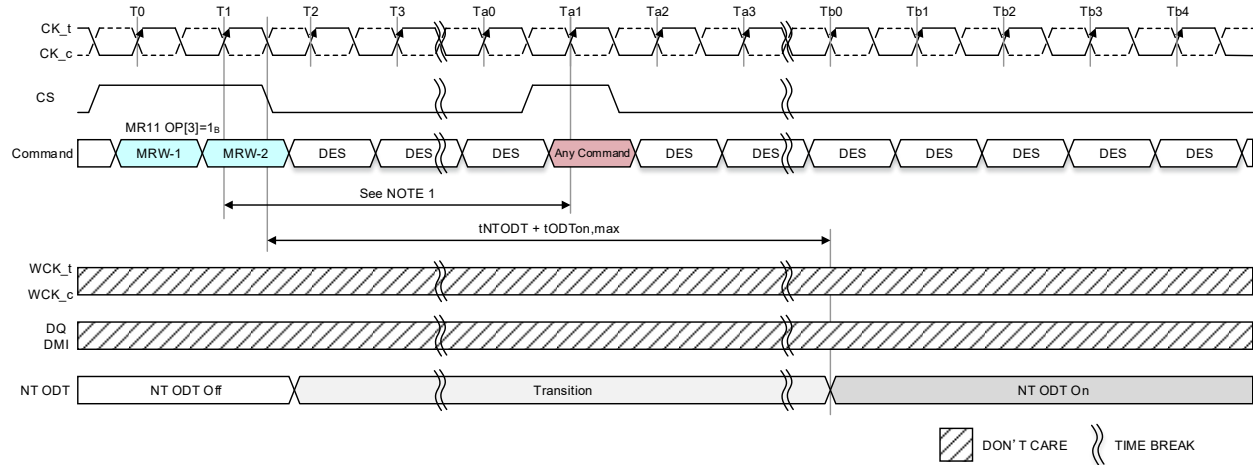 T0 T1 T2 T3 Ta0 Ta1 Ta2 Ta3 Tb0 Tb1 Tb2 Tb3 Tb4
CK_t
CK_c
CS
MR11 OP[3]=1B
Command MRW-1 MRW-2 DES DES DES Any Command DES DES DES DES DES DES DES
See NOTE 1
tNTODT + tODTon,max
WCK_t
WCK_c
DQ
DMI
NT ODT NT ODT Off Transition NT ODT On
DON'T CARE TIME BREAK